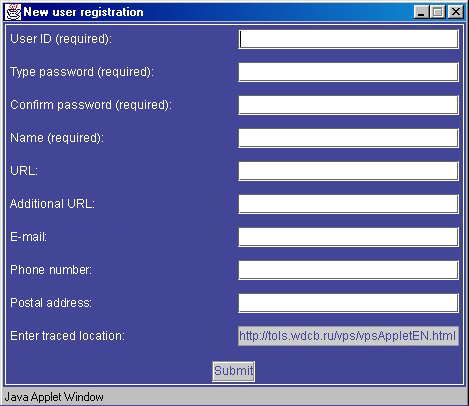 New user registration
User ID (required):
Type password (required):
Confirm password (required):
Name (required):
URL:
Additional URL:
E-mail:
Phone number:
Postal address:
Enter traced location: http://tols.wdcb.ru/vps/vpsAppletEN.html
Submit
Java Applet Window